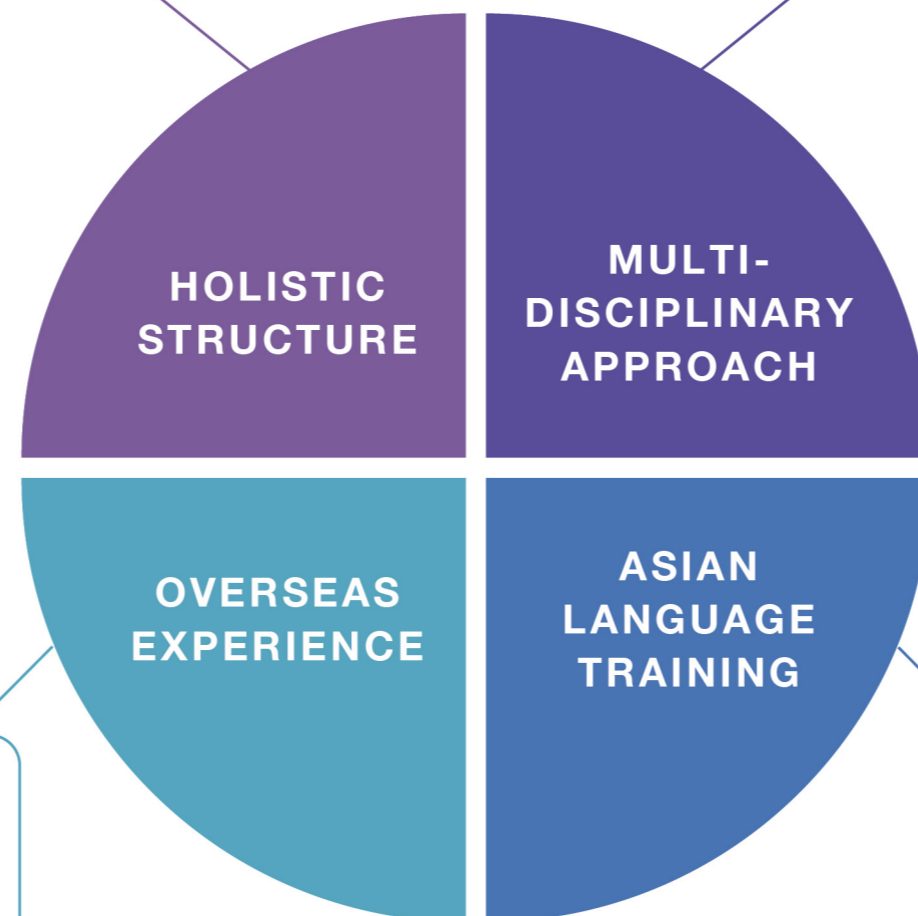 HOLISTIC
STRUCTURE
MULTI-
DISCIPLINARY
APPROACH
OVERSEAS
EXPERIENCE
ASIAN
LANGUAGE
TRAINING